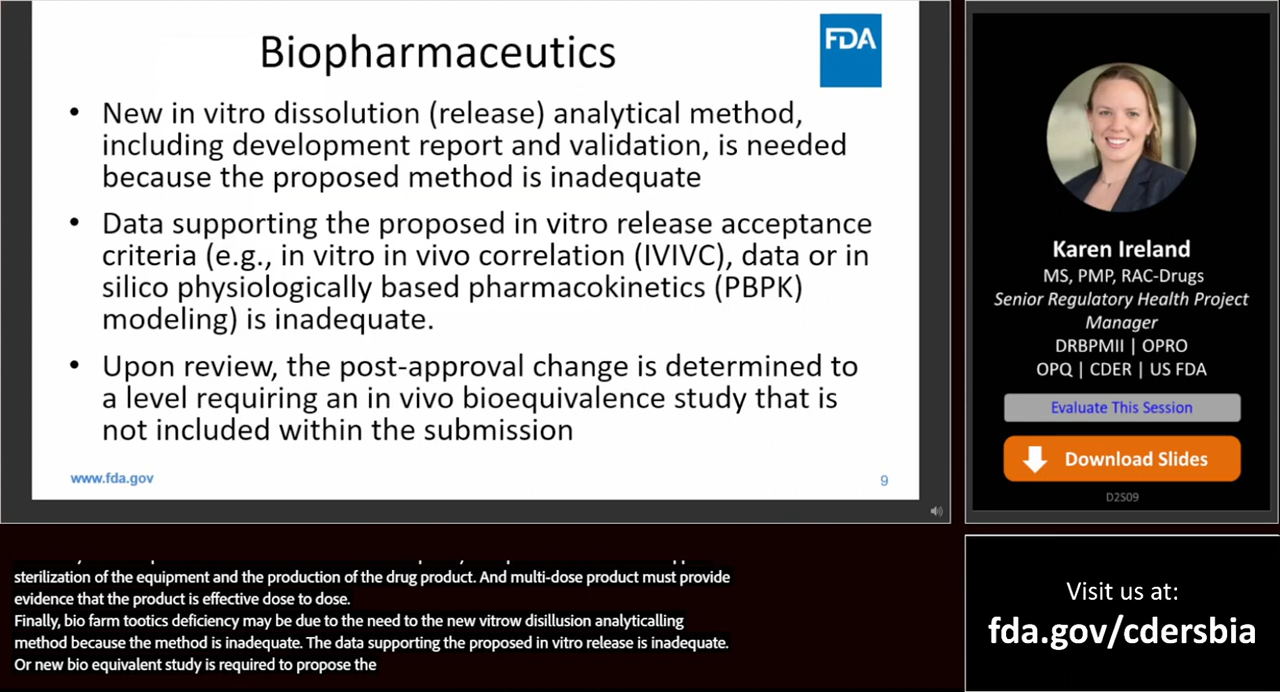 Biopharmaceutics
FDA
• New in vitro dissolution (release) analytical method,
including development report and validation, is needed
because the proposed method is inadequate
• Data supporting the proposed in vitro release acceptance
criteria (e.g., in vitro in vivo correlation (IVIVC), data or in
silico physiologically based pharmacokinetics (PBPK)
modeling) is inadequate.
• Upon review, the post-approval change is determined to
a level requiring an in vivo bioequivalence study that is
not included within the submission
www.fda.gov
9
Karen Ireland
MS, PMP, RAC-Drugs
Senior Regulatory Health Project
Manager
DRBPMII | OPRO
OPQ | CDER | US FDA
Evaluate This Session
Download Slides
D2S09
sterilization of the equipment and the production of the drug product. And multi-dose product must provide
evidence that the product is effective dose to dose.
Finally, bio farm tootics deficiency may be due to the need to the new vitrow disillusion analyticalling
method because the method is inadequate. The data supporting the proposed in vitro release is inadequate.
Or new bio equivalent study is required to propose the
Visit us at:
fda.gov/cdersbia